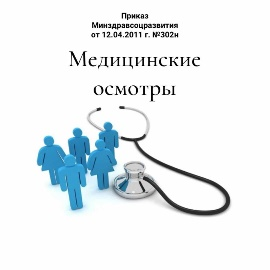 Приказ
Минздравсоцразвития
от 12.04.2011 г. №302н
Медицинские
осмотры